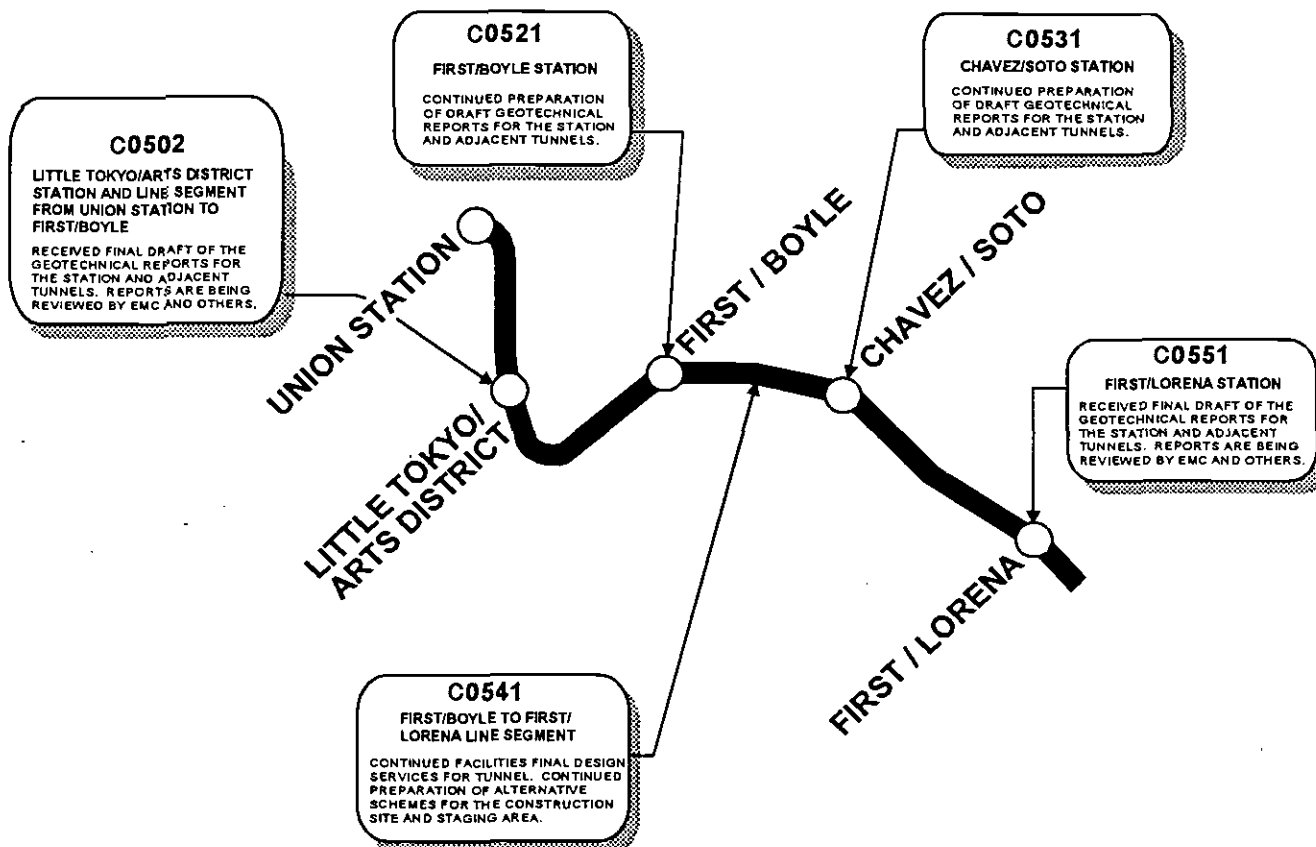 C0521
FIRST/BOYLE STATION
CONTINUED PREPARATION
OF DRAFT GEOTECHNICAL
REPORTS FOR THE STATION
AND ADJACENT TUNNELS.
C0531
CHAVEZ/SOTO STATION
CONTINUED PREPARATION
OF DRAFT GEOTECHNICAL
REPORTS FOR THE STATION
AND ADJACENT TUNNELS.
C0502
LITTLE TOKYO/ARTS DISTRICT
STATION AND LINE SEGMENT
FROM UNION STATION TO
FIRST/BOYLE
RECEIVED FINAL DRAFT OF THE
GEOTECHNICAL REPORTS FOR
THE STATION AND ADJACENT
TUNNELS. REPORTS ARE BEING
REVIEWED BY EMC AND OTHERS.
UNION STATION
LITTLE TOKYO/
ARTS DISTRICT
FIRST / BOYLE
CHAVEZ / SOTO
FIRST / LORENA
C0551
FIRST/LORENA STATION
RECEIVED FINAL DRAFT OF THE
GEOTECHNICAL REPORTS FOR
THE STATION AND ADJACENT
TUNNELS. REPORTS ARE BEING
REVIEWED BY EMC AND OTHERS.
C0541
FIRST/BOYLE TO FIRST/
LORENA LINE SEGMENT
CONTINUED FACILITIES FINAL DESIGN
SERVICES FOR TUNNEL. CONTINUED
PREPARATION OF ALTERNATIVE
SCHEMES FOR THE CONSTRUCTION
SITE AND STAGING AREA.